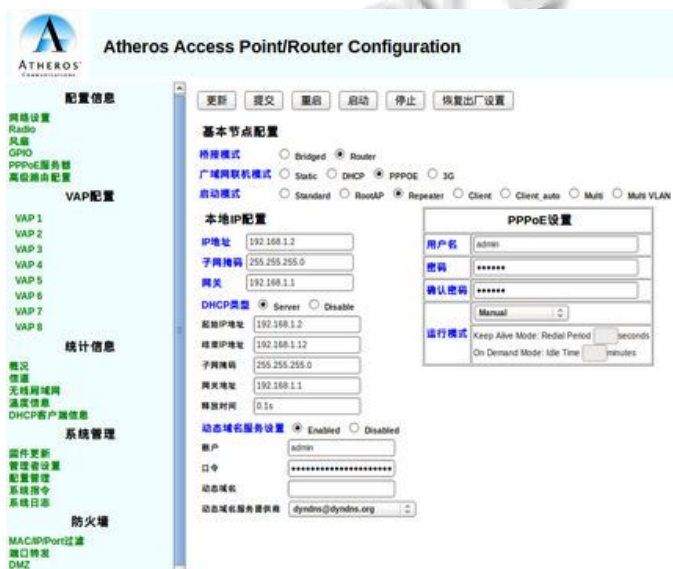 ATHEROS
Communications
Atheros Access Point/Router Configuration
配置信息
网络设置
Radio
风扇
GPIO
PPPoE服务器
高级路由配置
VAP配置
VAP 1
VAP 2
VAP 3
VAP 4
VAP 5
VAP 6
VAP 7
VAP 8
统计信息
概况
信道
无线局域网
温度信息
DHCP客户端信息
系统管理
固件更新
管理者设置
配置管理
系统指令
系统日志
防火墙
MAC/IP/Port过滤
端口转发
DMZ
更新 提交 重启 启动 停止 恢复出厂设置
基本节点配置
桥接模式 Bridged Router
广域网联机模式 Static DHCP PPPOE 3G
启动模式 Standard RootAP Repeater Client Client_auto Multi Multi VLAN
本地IP配置
IP地址 192.168.1.2
子网掩码 255.255.255.0
网关 192.168.1.1
DHCP类型 Server Disable
起始IP地址 192.168.1.2
结束IP地址 192.168.1.12
子网掩码 255.255.255.0
网关地址 192.168.1.1
释放时间 0.1s
动态域名服务设置 Enabled Disabled
账户 admin
口令 ••••••••••••••••••••••
动态域名
动态域名服务提供商 dyndns@dyndns.org
PPPoE设置
用户名 admin
密码 ••••••
确认密码 ••••••
运行模式 Manual
Keep Alive Mode: Redial Period seconds
On Demand Mode: Idle Time minutes